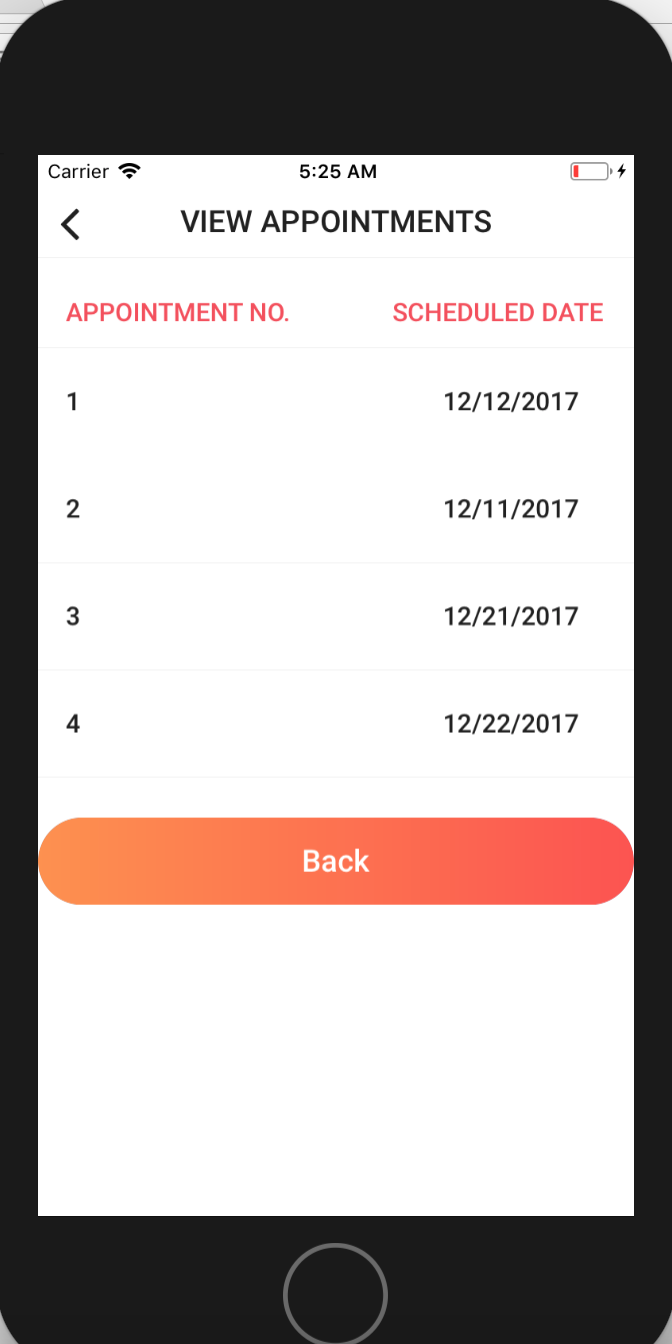 Carrier 5:25 AM
VIEW APPOINTMENTS
APPOINTMENT NO. SCHEDULED DATE
1 12/12/2017
2 12/11/2017
3 12/21/2017
4 12/22/2017
Back